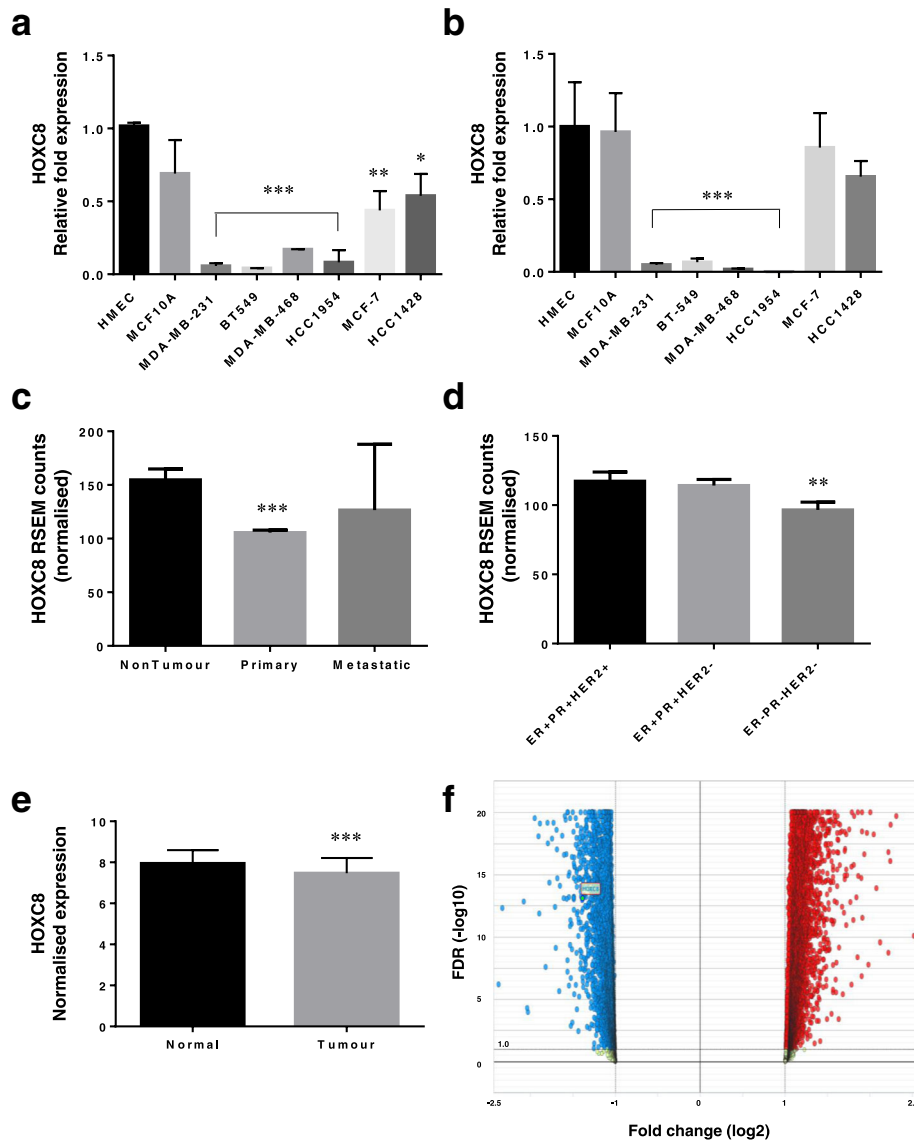 a
HOXC8
Relative fold expression
1.5
1.0
0.5
0.0
***
**
*
HMEC
MCF10A
MDA-MB-231
BT549
MDA-MB-468
HCC1954
MCF-7
HCC1428
b
HOXC8
Relative fold expression
1.5
1.0
0.5
0.0
***
HMEC
MCF10A
MDA-MB-231
BT-549
MDA-MB-468
HCC1954
MCF-7
HCC1428
c
HOXC8 RSEM counts
(normalised)
200
150
100
50
0
***
NonTumour
Primary
Metastatic
d
HOXC8 RSEM counts
(normalised)
150
100
50
0
**
ER+PR+HER2+
ER+PR+HER2-
ER-PR-HER2-
e
HOXC8
Normalised expression
10
8
6
4
2
0
***
Normal
Tumour
f
FDR (-log10)
20
15
10
5
1.0
0
HOXC8
-2.5
-1
0
1
Fold change (log2)